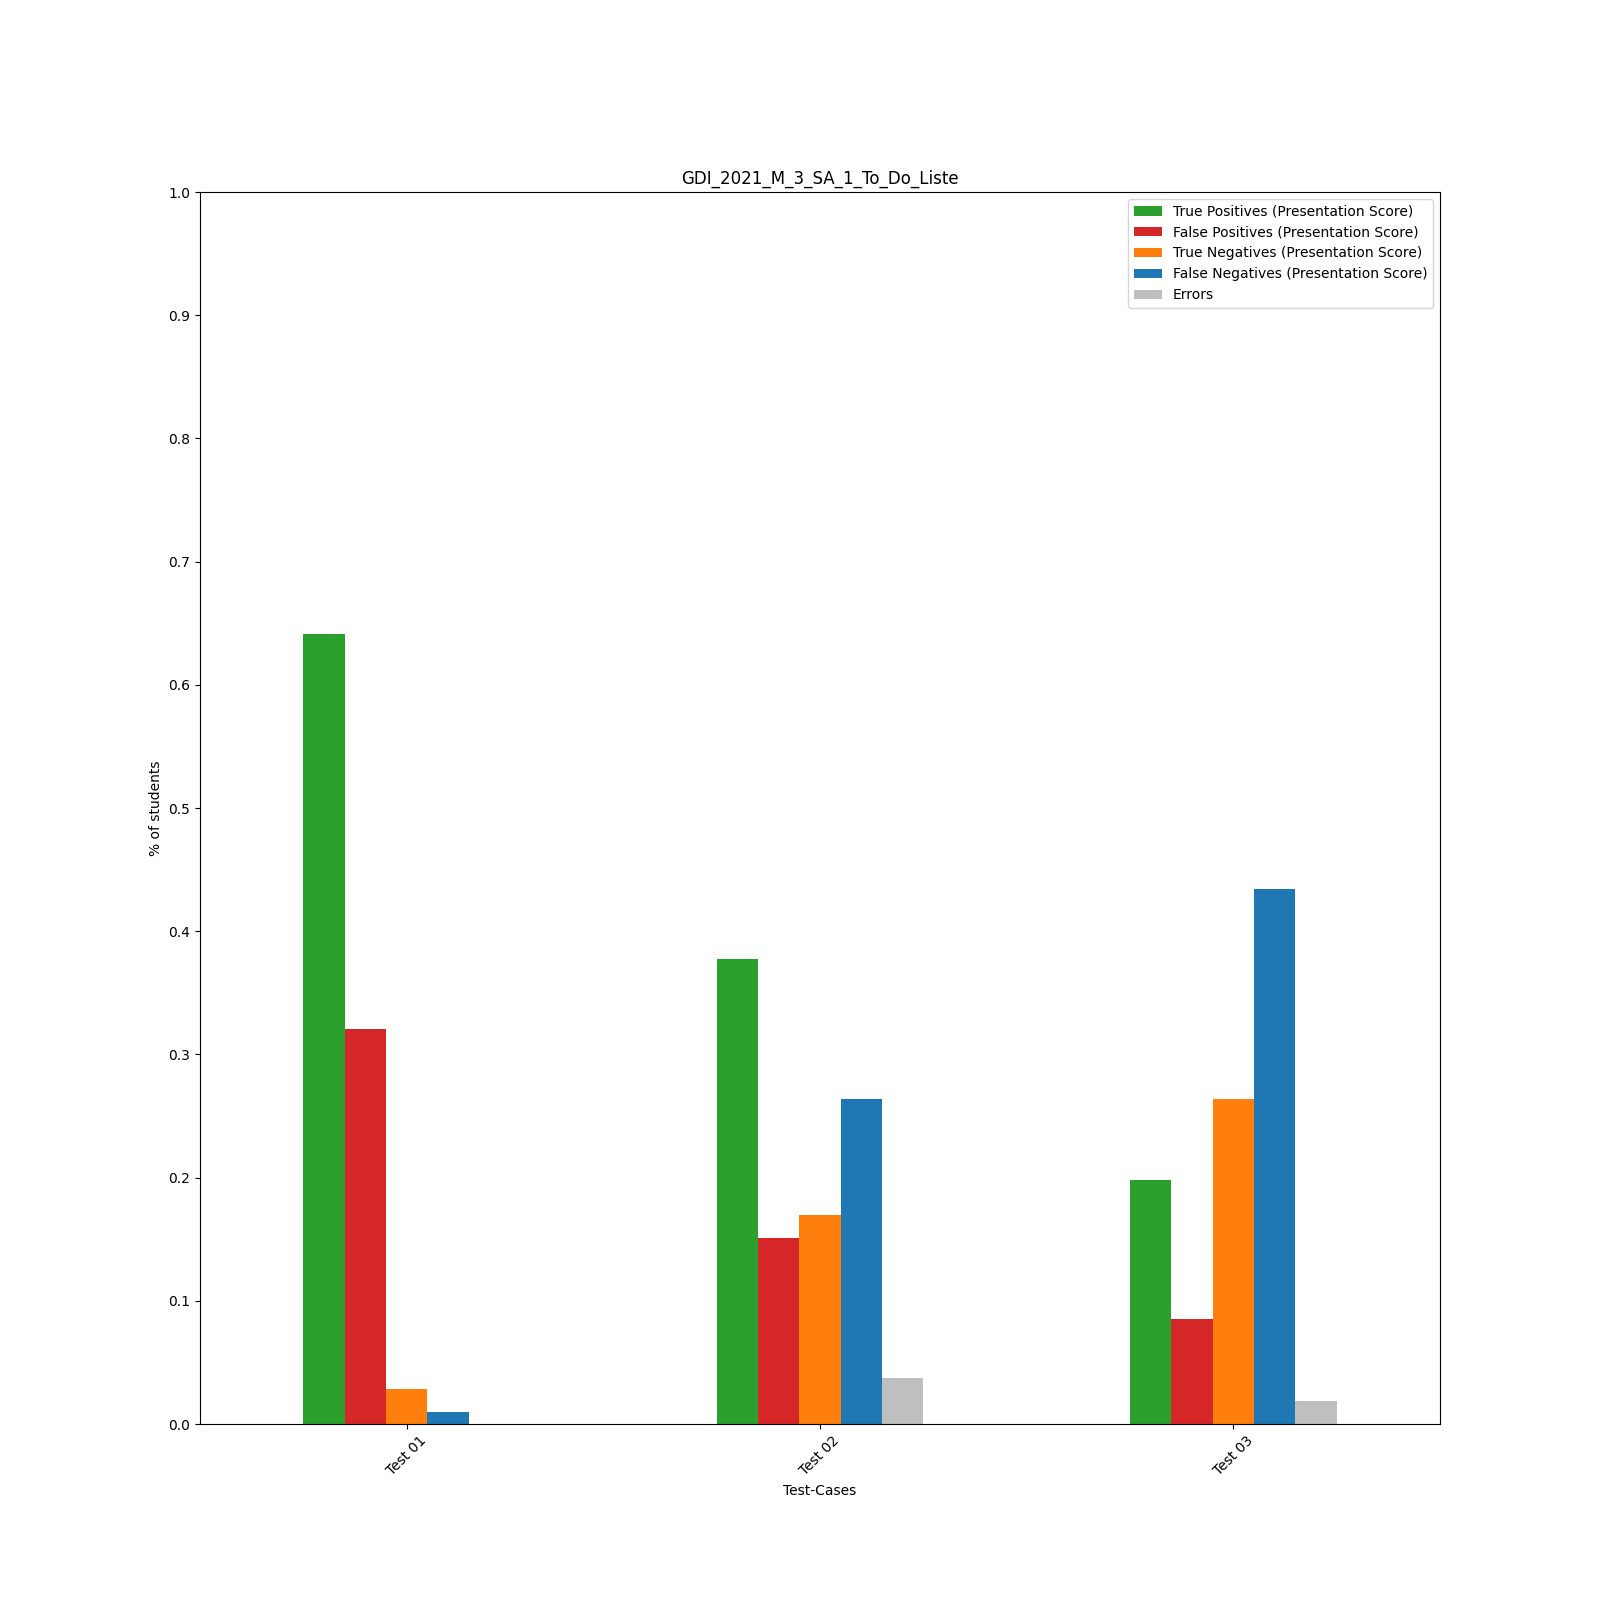 GDI_2021_M_3_SA_1_To_Do_Liste
True Positives (Presentation Score)
False Positives (Presentation Score)
True Negatives (Presentation Score)
False Negatives (Presentation Score)
Errors
1.0
0.9
0.8
0.7
0.6
0.5
0.4
0.3
0.2
0.1
0.0
% of students
Test 01
Test 02
Test 03
Test-Cases